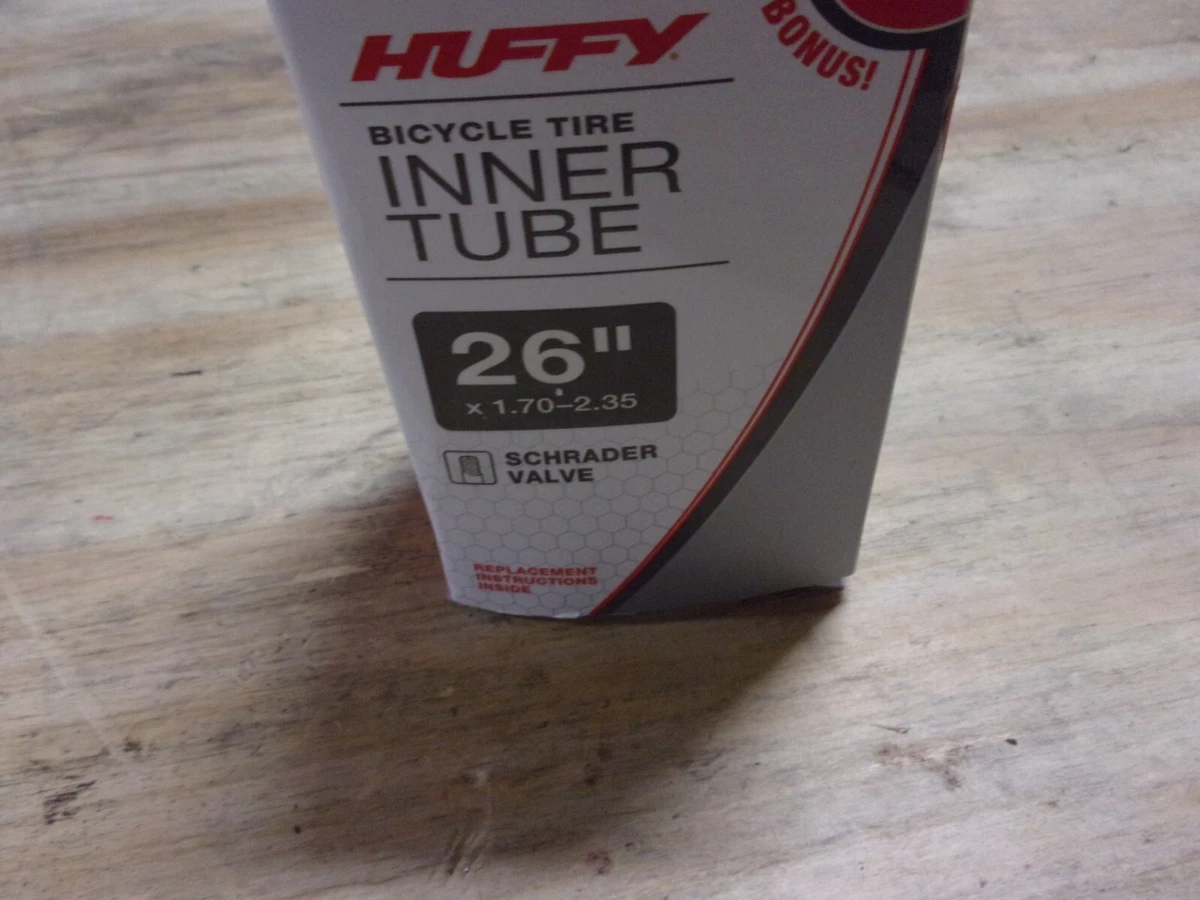 HUFFY
BONUS!
BICYCLE TIRE
INNER
TUBE
26"
x 1.70–2.35
SCHRADER
VALVE
REPLACEMENT
INSTRUCTIONS
INSIDE